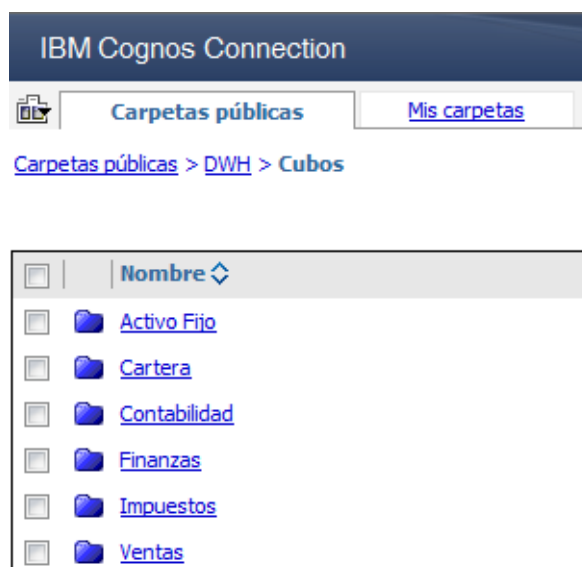 IBM Cognos Connection
Carpetas públicas Mis carpetas
Carpetas públicas > DWH > Cubos
Nombre
Activo Fijo
Cartera
Contabilidad
Finanzas
Impuestos
Ventas